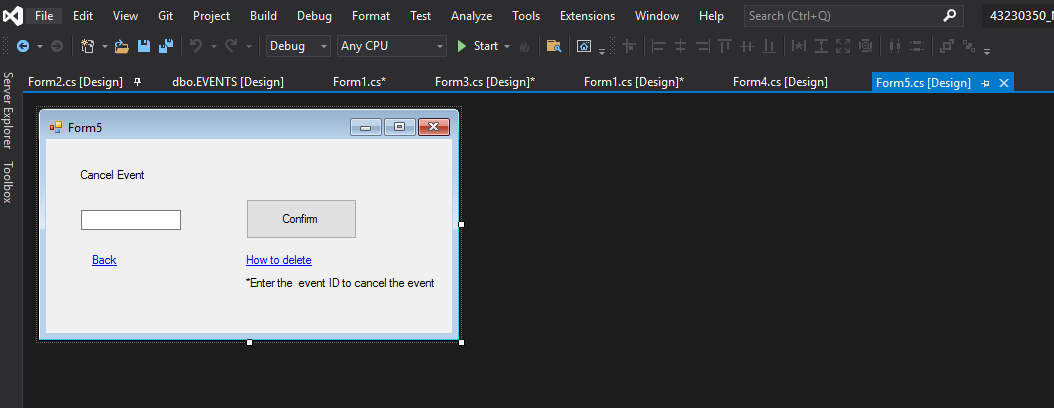 File Edit View Git Project Build Debug Format Test Analyze Tools Extensions Window Help Search (Ctrl+Q) 43230350_
Debug Any CPU Start
Form2.cs [Design] dbo.EVENTS [Design] Form1.cs* Form3.cs [Design]* Form1.cs [Design]* Form4.cs [Design] Form5.cs [Design]
Server Explorer
Toolbox
Form5
Cancel Event
Confirm
Back
How to delete
*Enter the event ID to cancel the event